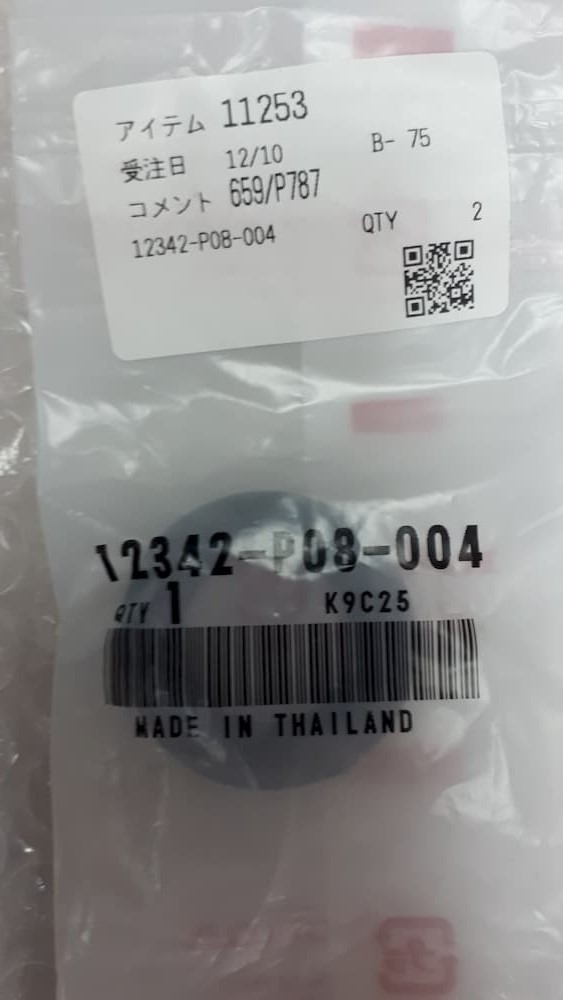 アイテム 11253
受注日 12/10 B- 75
コメント 659/P787
12342-P08-004 QTY 2
12342-P08-004
QTY 1 K9C25
MADE IN THAILAND